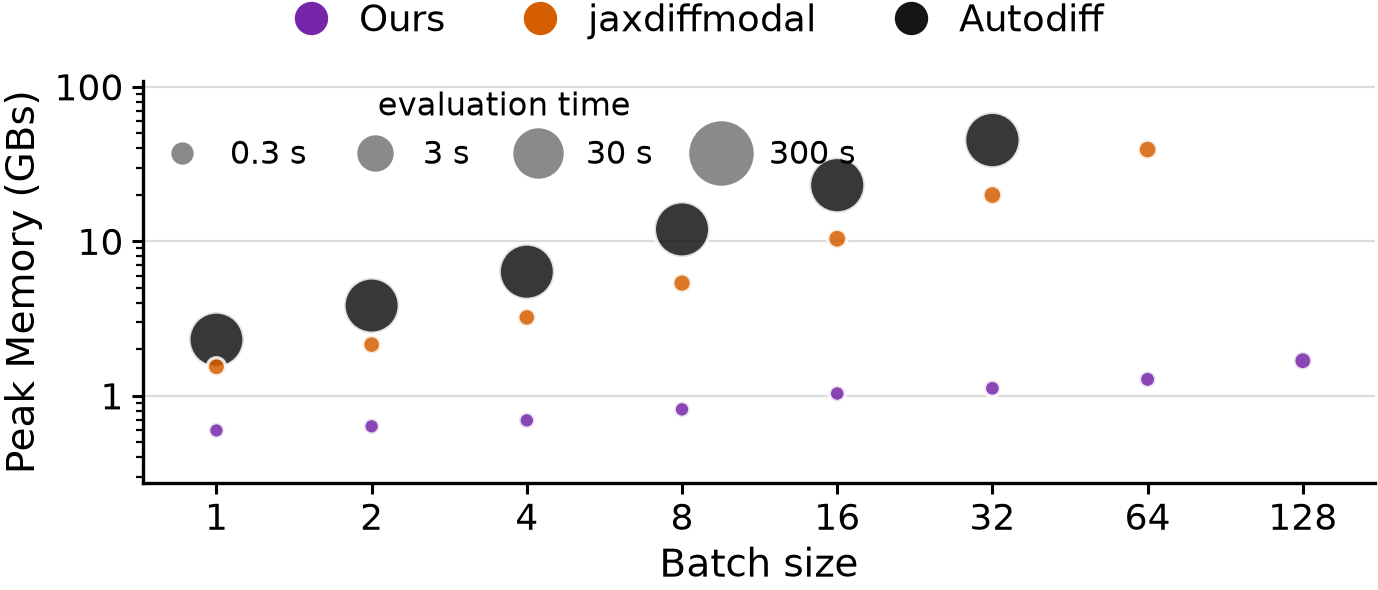 Ours jaxdiffmodal Autodiff
Peak Memory (GBs)
100
10
1
evaluation time
0.3 s 3 s 30 s 300 s
1 2 4 8 16 32 64 128
Batch size